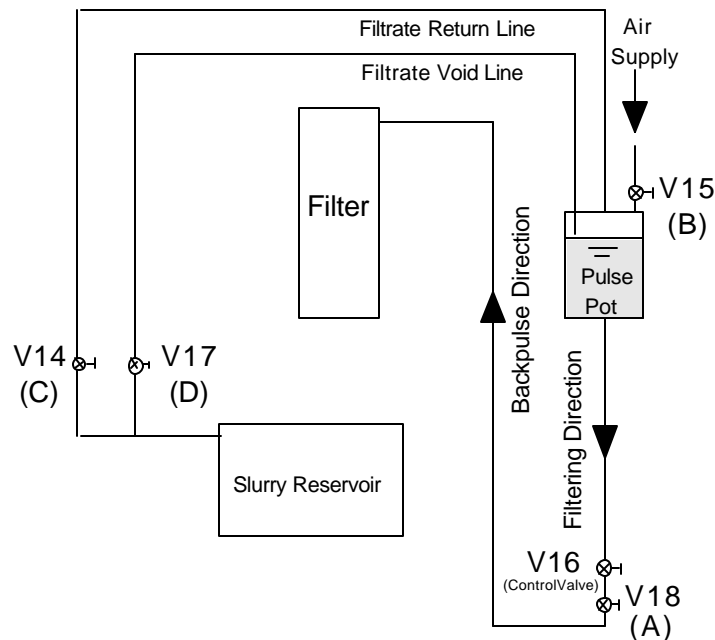 Filtrate Return Line
Air
Supply
Filtrate Void Line
V15
(B)
Filter
Pulse
Pot
Backpulse Direction
Filtering Direction
V14
(C)
V17
(D)
Slurry Reservoir
V16
(ControlValve)
V18
(A)